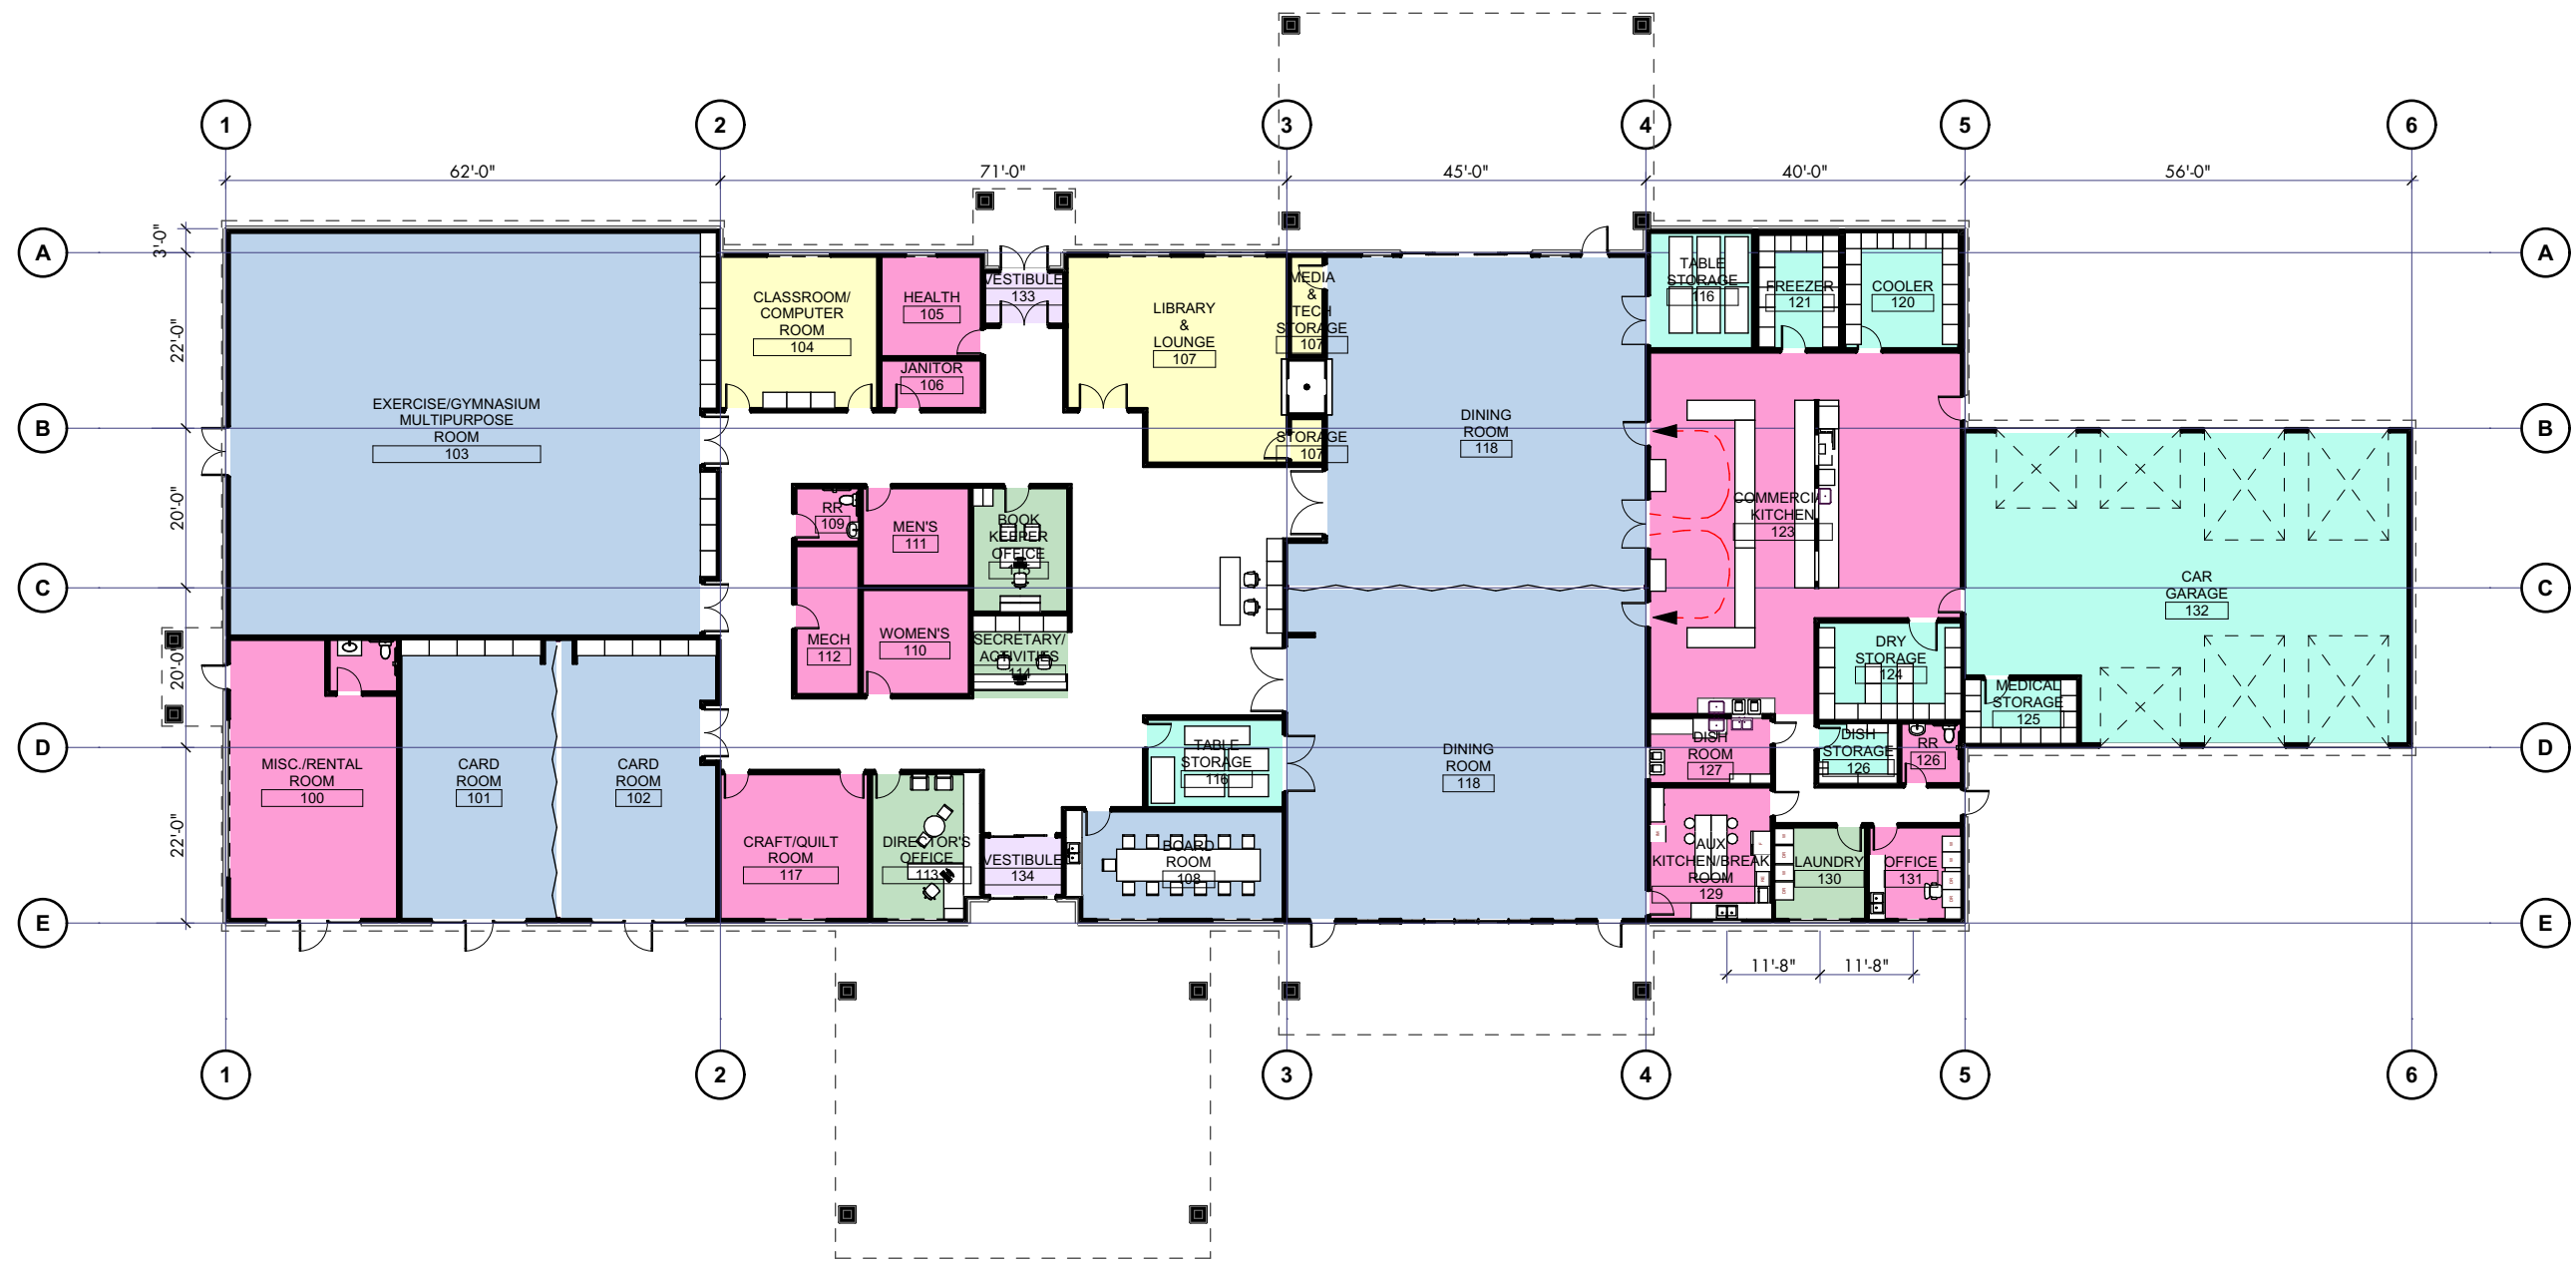 1
2
3
4
5
6
62'-0"
71'-0"
45'-0"
40'-0"
56'-0"
3'-0"
22'-0"
20'-0"
20'-0"
22'-0"
A
A
B
B
C
C
D
D
E
E
EXERCISE/GYMNASIUM
MULTIPURPOSE
ROOM
103
CLASSROOM/
COMPUTER
ROOM
104
HEALTH
105
JANITOR
106
VESTIBULE
133
LIBRARY
&
LOUNGE
107
MEDIA
&
TECH
STORAGE
107
STORAGE
107
DINING
ROOM
118
TABLE
STORAGE
116
FREEZER
121
COOLER
120
COMMERCIAL
KITCHEN
123
CAR
GARAGE
132
RR
109
MEN'S
111
BOOK
KEEPER
OFFICE
115
MECH
112
WOMEN'S
110
SECRETARY/
ACTIVITIES
114
DRY
STORAGE
124
MEDICAL
STORAGE
125
MISC./RENTAL
ROOM
100
CARD
ROOM
101
CARD
ROOM
102
TABLE
STORAGE
116
DINING
ROOM
118
DISH
ROOM
127
DISH
STORAGE
126
RR
126
CRAFT/QUILT
ROOM
117
DIRECTOR'S
OFFICE
113
VESTIBULE
134
BOARD
ROOM
108
AUX
KITCHEN/BREAK
ROOM
129
LAUNDRY
130
OFFICE
131
11'-8"
11'-8"
1
2
3
4
5
6